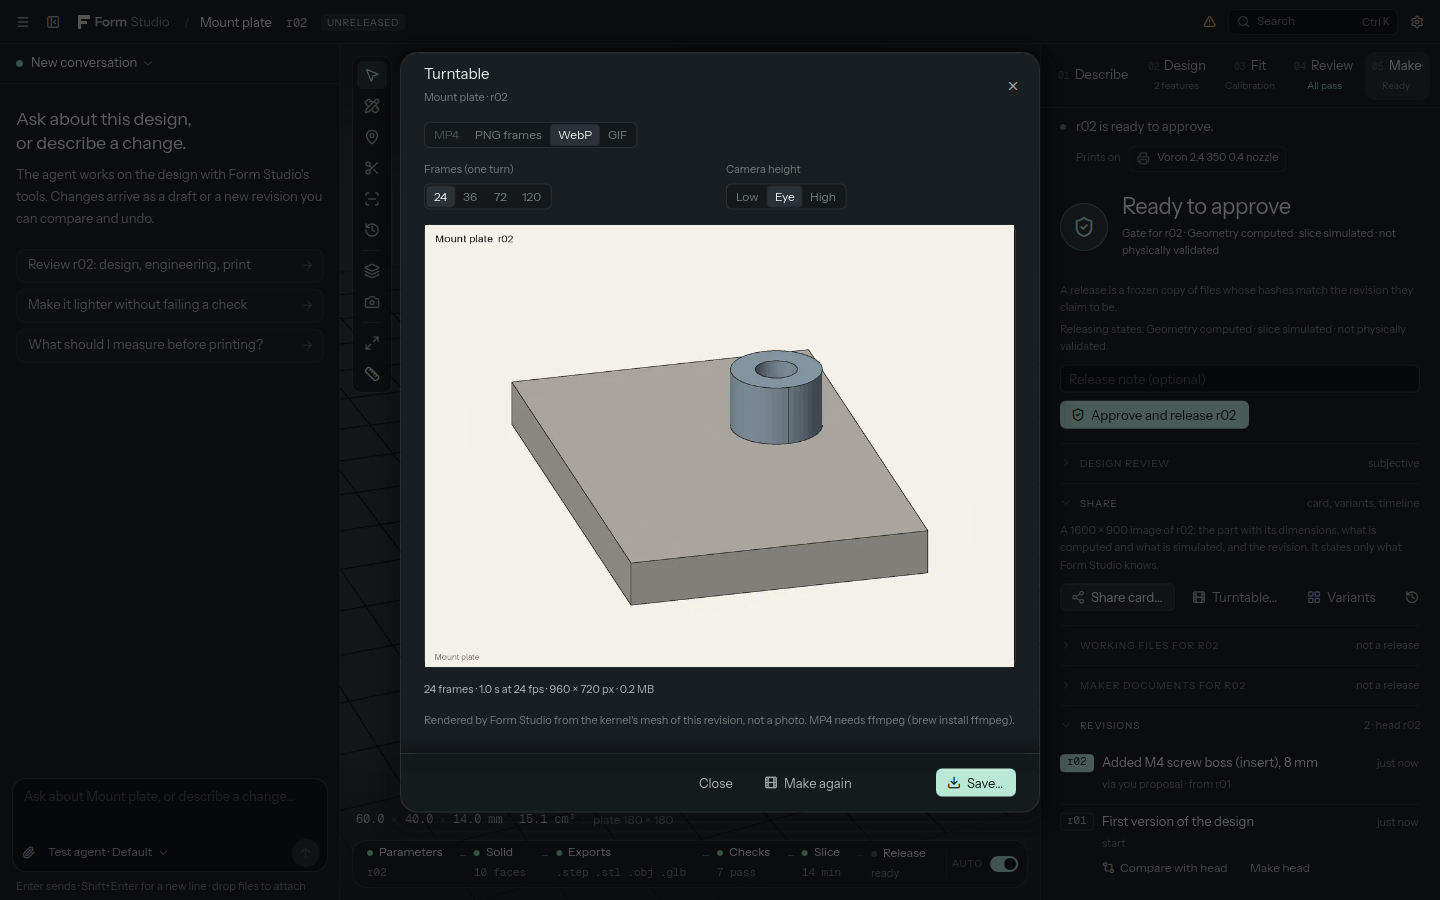 Form Studio / Mount plate r02 UNRELEASED
Search Ctrl K
New conversation
Ask about this design,
or describe a change.
The agent works on the design with Form Studio's
tools. Changes arrive as a draft or a new revision you
can compare and undo.
Review r02: design, engineering, print
Make it lighter without failing a check
What should I measure before printing?
Ask about Mount plate, or describe a change...
Test agent · Default
Enter sends · Shift+Enter for a new line · drop files to attach
Turntable
Mount plate · r02
MP4 PNG frames WebP GIF
Frames (one turn)
24 36 72 120
Camera height
Low Eye High
Mount plate r02
Mount plate
24 frames · 1.0 s at 24 fps · 960 × 720 px · 0.2 MB
Rendered by Form Studio from the kernel's mesh of this revision, not a photo. MP4 needs ffmpeg (brew install ffmpeg).
Close Make again Save...
60.0 × 40.0 × 14.0 mm 15.1 cm³ plate 180 × 180
Parameters
r02
Solid
10 faces
Exports
.step .stl .obj .glb
Checks
7 pass
Slice
14 min
Release
ready
AUTO
01 Describe
02 Design
2 features
03 Fit
Calibration
04 Review
All pass
05 Make
Ready
r02 is ready to approve.
Prints on Voron 2.4 350 0.4 nozzle
Ready to approve
Gate for r02 · Geometry computed · slice simulated · not
physically validated
A release is a frozen copy of files whose hashes match the revision they
claim to be.
Releasing states: Geometry computed · slice simulated · not physically
validated.
Release note (optional)
Approve and release r02
DESIGN REVIEW subjective
SHARE card, variants, timeline
A 1600 × 900 image of r02: the part with its dimensions, what is
computed and what is simulated, and the revision. It states only what
Form Studio knows.
Share card... Turntable... Variants
WORKING FILES FOR R02 not a release
MAKER DOCUMENTS FOR R02 not a release
REVISIONS 2 · head r02
r02 Added M4 screw boss (insert), 8 mm just now
via you proposal · from r01
r01 First version of the design just now
start
Compare with head Make head